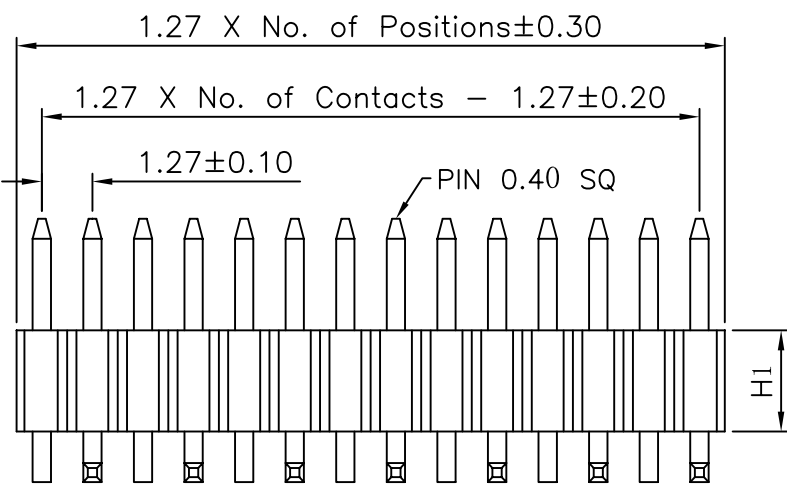 1.27 X No. of Positions±0.30
1.27 X No. of Contacts - 1.27±0.20
1.27±0.10
PIN 0.40 SQ
H1